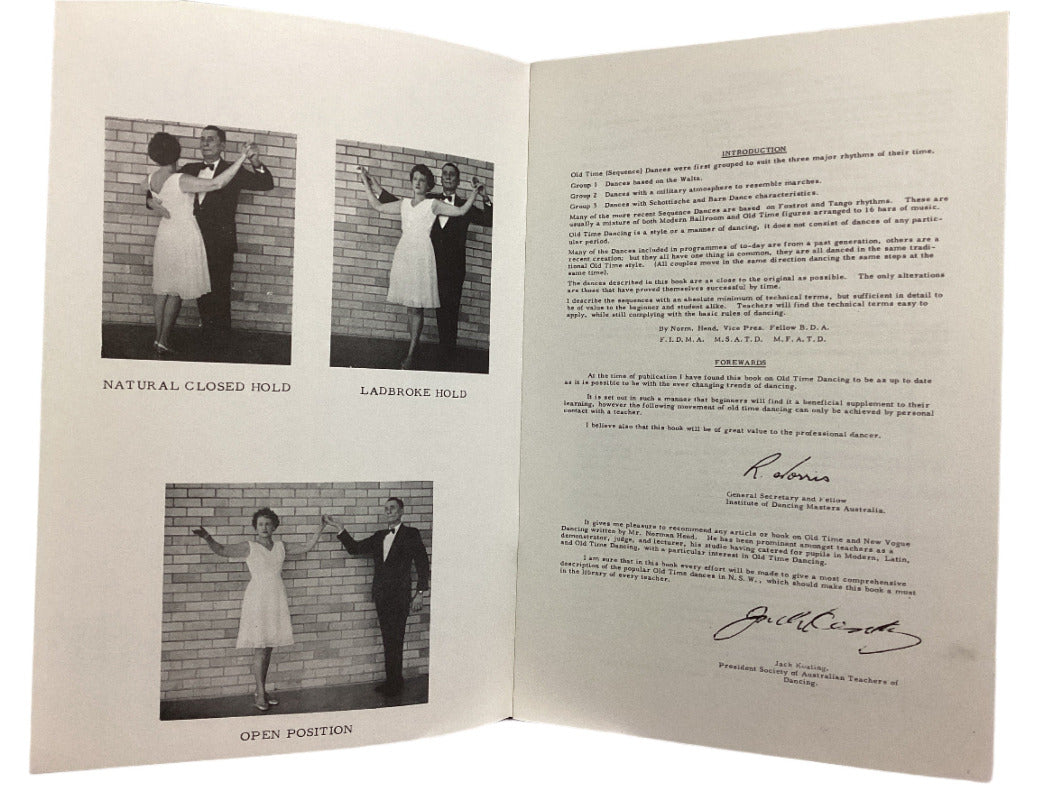 NATURAL CLOSED HOLD
LADBROKE HOLD
OPEN POSITION
INTRODUCTION
Old Time (Sequence) Dances were first grouped to suit the three major rhythms of their time.
Group 1 Dances based on the Waltz.
Group 2 Dances with a military atmosphere to resemble marches.
Group 3 Dances with Schottische and Barn Dance characteristics.
Many of the more recent Sequence Dances are based on Foxtrot and Tango rhythms. These are
usually a mixture of both Modern Ballroom and Old Time figures arranged to 16 bars of music.
Old Time Dancing is a style or a manner of dancing, it does not consist of dances of any partic-
ular period.
Many of the Dances included in programmes of to-day are from a past generation, others are a
recent creation; but they all have one thing in common, they are all danced in the same tradi-
tional Old Time style. (All couples move in the same direction dancing the same steps at the
same time).
The dances described in this book are as close to the original as possible. The only alterations
are those that have proved themselves successful by time.
I describe the sequences with an absolute minimum of technical terms, but sufficient in detail to
be of value to the beginner and student alike. Teachers will find the technical terms easy to
apply, while still complying with the basic rules of dancing.
By Norm. Head, Vice Pres. Fellow B.D.A.
F.I.D.M.A. M.S.A.T.D. M.F.A.T.D.
FOREWARDS
At the time of publication I have found this book on Old Time Dancing to be as up to date
as it is possible to be with the ever changing trends of dancing.
It is set out in such a manner that beginners will find it a beneficial supplement to their
learning, however the following movement of old time dancing can only be achieved by personal
contact with a teacher.
I believe also that this book will be of great value to the professional dancer.
R. Norris
General Secretary and Fellow
Institute of Dancing Masters Australia.
It gives me pleasure to recommend any article or book on Old Time and New Vogue
Dancing written by Mr. Norman Head. He has been prominent amongst teachers as a
demonstrator, judge, and lecturer, his studio having catered for pupils in Modern, Latin,
and Old Time Dancing, with a particular interest in Old Time Dancing.
I am sure that in this book every effort will be made to give a most comprehensive
description of the popular Old Time dances in N.S.W., which should make this book a most
in the library of every teacher.
Jack
President Society of Australian Teachers of
Dancing.